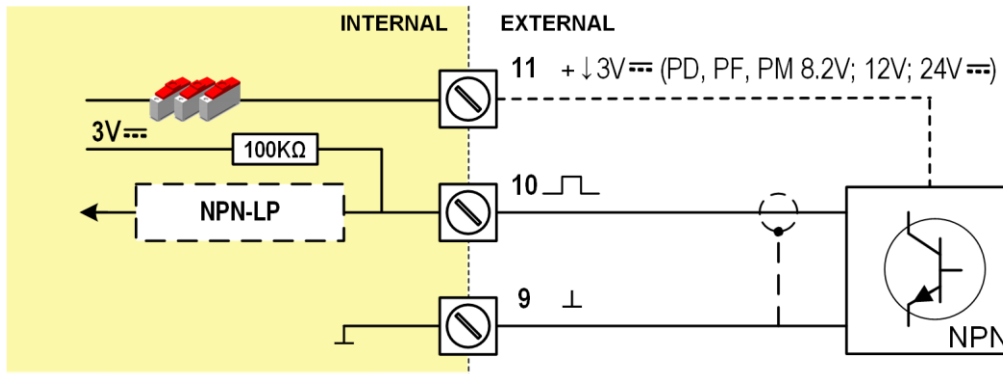 INTERNAL EXTERNAL
11 + ↓ 3V⎓ (PD, PF, PM 8.2V; 12V; 24V⎓)
3V⎓
100KΩ
10
NPN-LP
9 ⊥
NPN